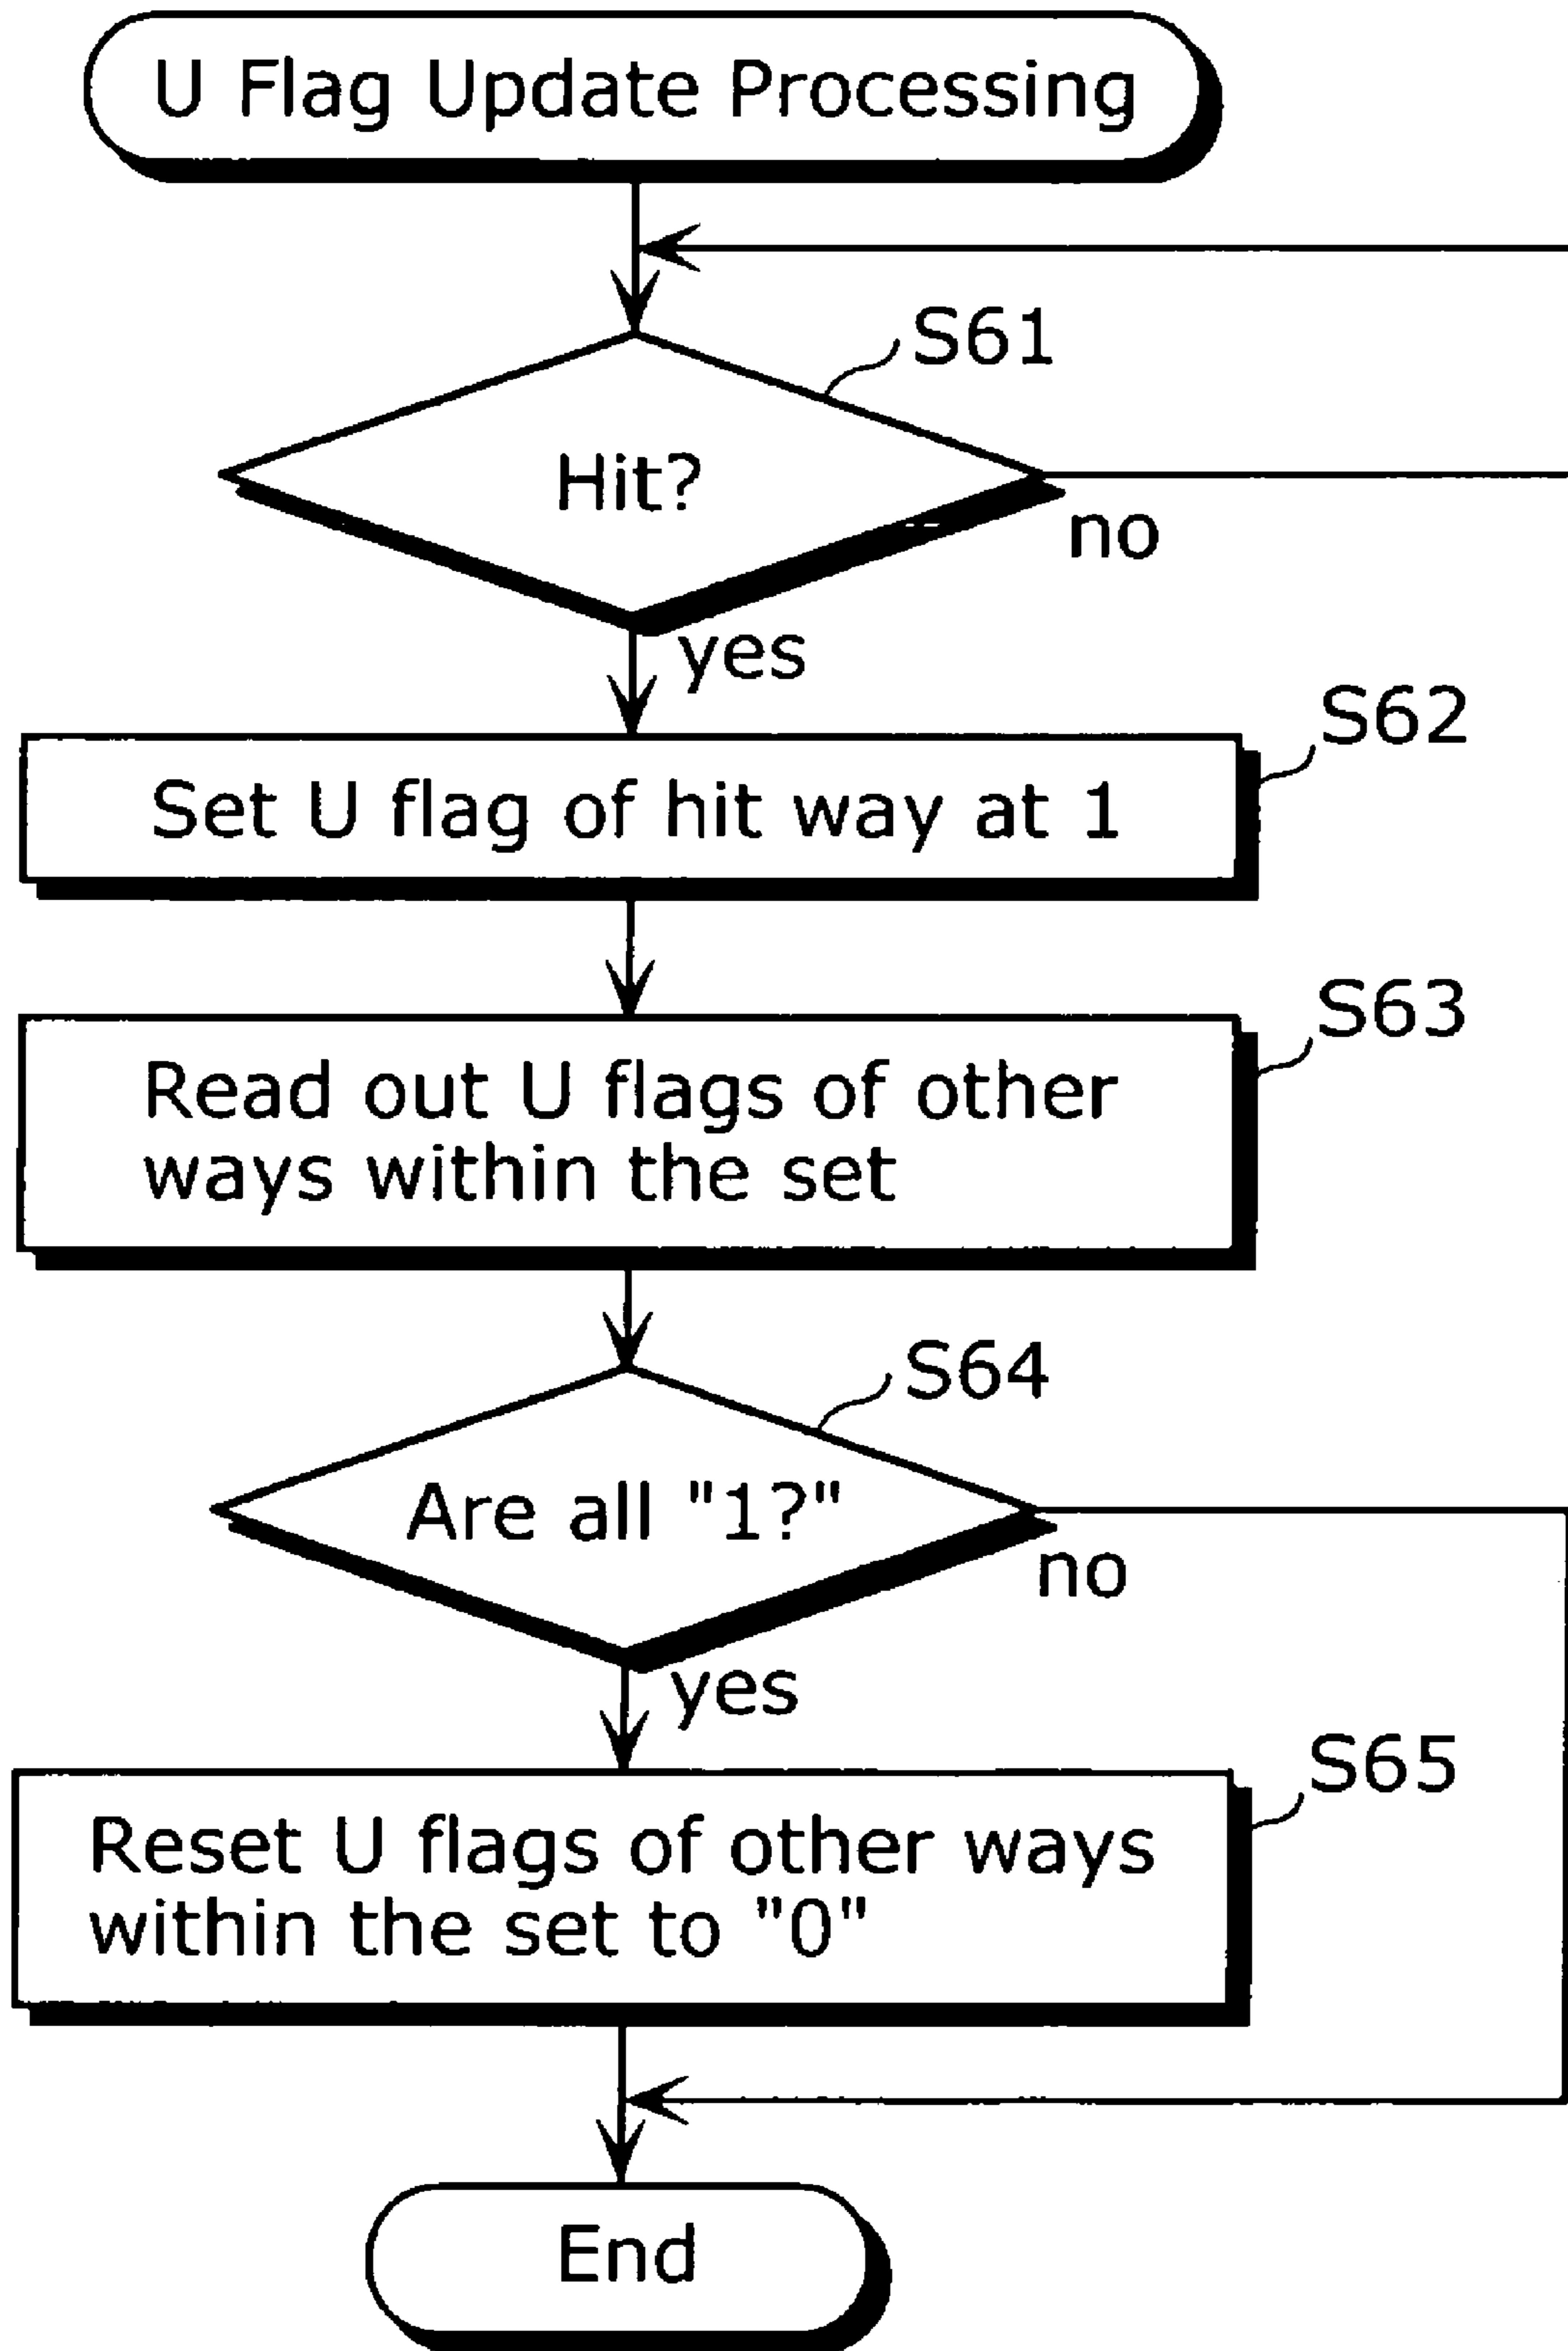 U Flag Update Processing
S61
Hit?
no
yes
S62
Set U flag of hit way at 1
S63
Read out U flags of other
ways within the set
S64
Are all "1?"
no
yes
S65
Reset U flags of other ways
within the set to "0"
End